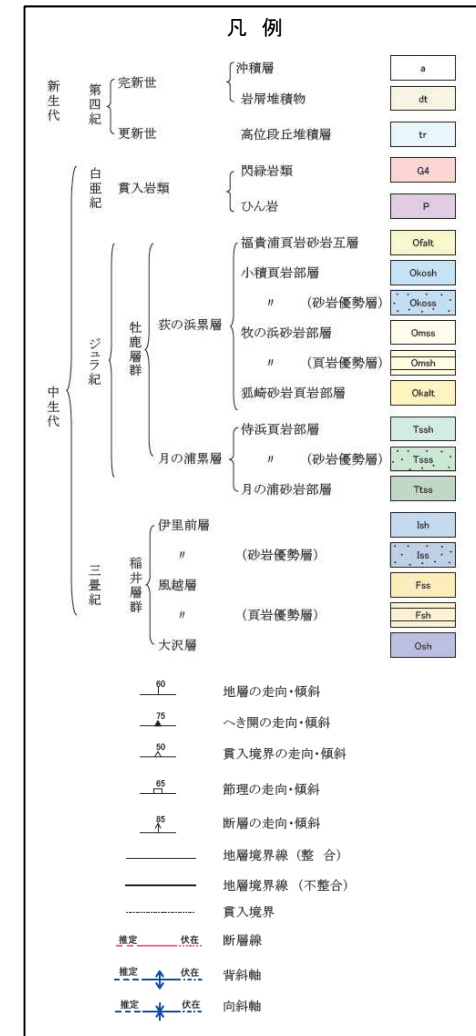 凡 例
新生代 第四紀 完新世 沖積層 a
岩屑堆積物 dt
更新世 高位段丘堆積層 tr
中生代 白亜紀 貫入岩類 閃緑岩類 G4
ひん岩 P
ジュラ紀 牡鹿層群 荻の浜累層 福貴浦頁岩砂岩互層 Ofalt
小積頁岩部層 Okosh
〃 (砂岩優勢層) Okoss
牧の浜砂岩部層 Omss
〃 (頁岩優勢層) Omsh
狐崎砂岩頁岩部層 Okalt
月の浦累層 侍浜頁岩部層 Tssh
〃 (砂岩優勢層) Tsss
月の浦砂岩部層 Ttss
三畳紀 稲井層群 伊里前層 Ish
〃 (砂岩優勢層) Iss
風越層 Fss
〃 (頁岩優勢層) Fsh
大沢層 Osh
60 地層の走向・傾斜
75 へき開の走向・傾斜
50 貫入境界の走向・傾斜
65 節理の走向・傾斜
85 断層の走向・傾斜
地層境界線 (整 合)
地層境界線 (不整合)
貫入境界
推定 伏在 断層線
推定 伏在 背斜軸
推定 伏在 向斜軸